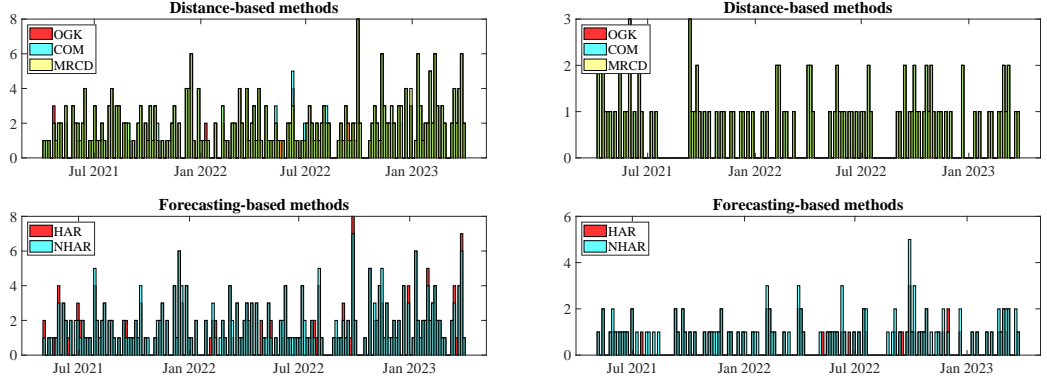 Distance-based methods
8
6
4
2
0
OGK
COM
MRCD
Jul 2021
Jan 2022
Jul 2022
Jan 2023
Distance-based methods
3
2
1
0
OGK
COM
MRCD
Jul 2021
Jan 2022
Jul 2022
Jan 2023
Forecasting-based methods
8
6
4
2
0
HAR
NHAR
Jul 2021
Jan 2022
Jul 2022
Jan 2023
Forecasting-based methods
6
4
2
0
HAR
NHAR
Jul 2021
Jan 2022
Jul 2022
Jan 2023